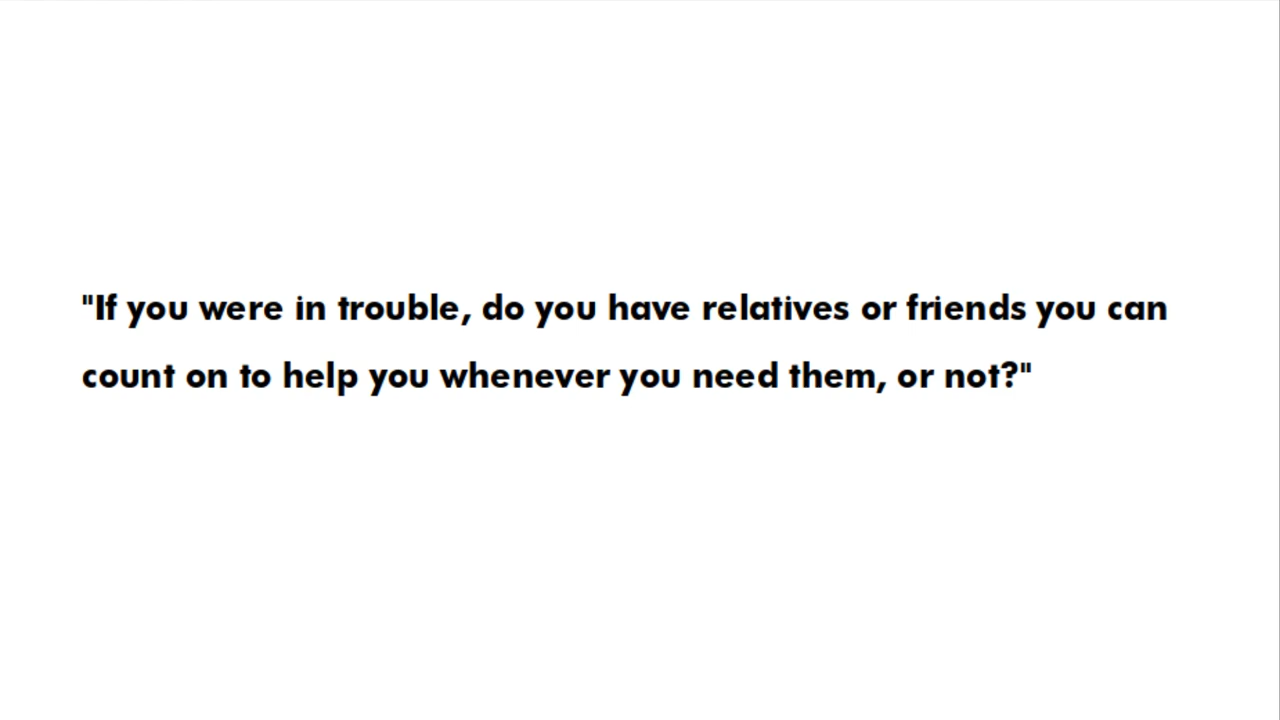 "If you were in trouble, do you have relatives or friends you can
count on to help you whenever you need them, or not?"